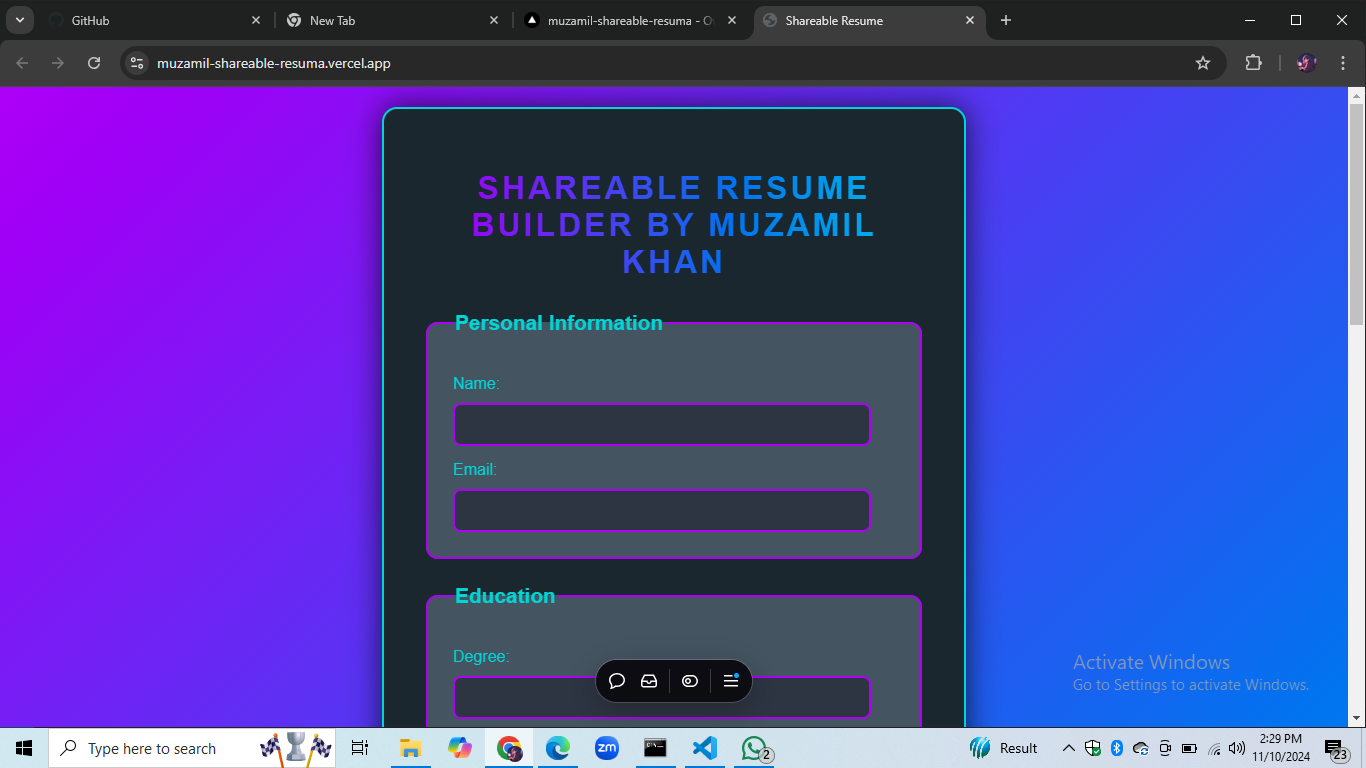 GitHub
New Tab
muzamil-shareable-resuma - O
Shareable Resume
muzamil-shareable-resuma.vercel.app
SHAREABLE RESUME
BUILDER BY MUZAMIL
KHAN
Personal Information
Name:
Email:
Education
Degree:
Activate Windows
Go to Settings to activate Windows.
Type here to search
zm
2
Result
2:29 PM
11/10/2024
23